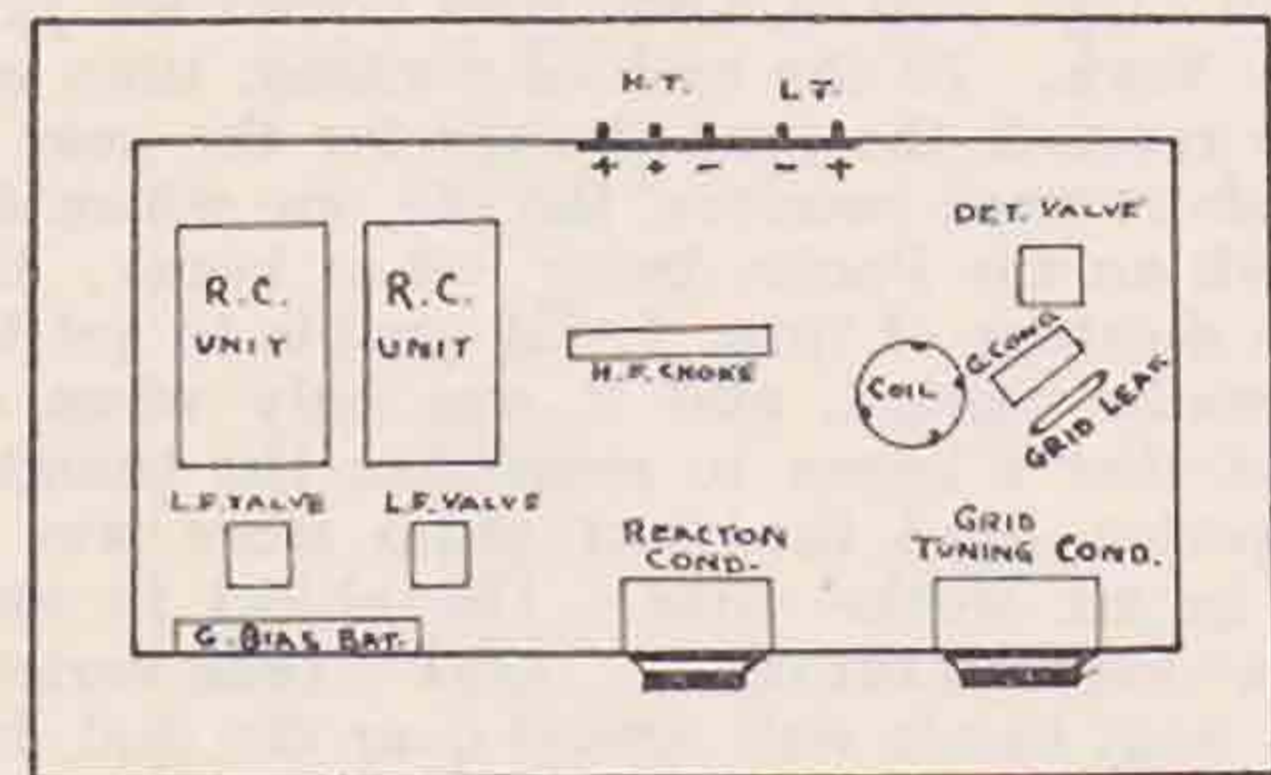 H.T. L.T.
+ + - - +
DET. VALVE
R.C.
UNIT
R.C.
UNIT
H.F. CHOKE
COIL
G. COND
GRID LEAK
L.F. VALVE
L.F. VALVE
REACTON
COND.
GRID
TUNING COND.
G. BIAS BAT.